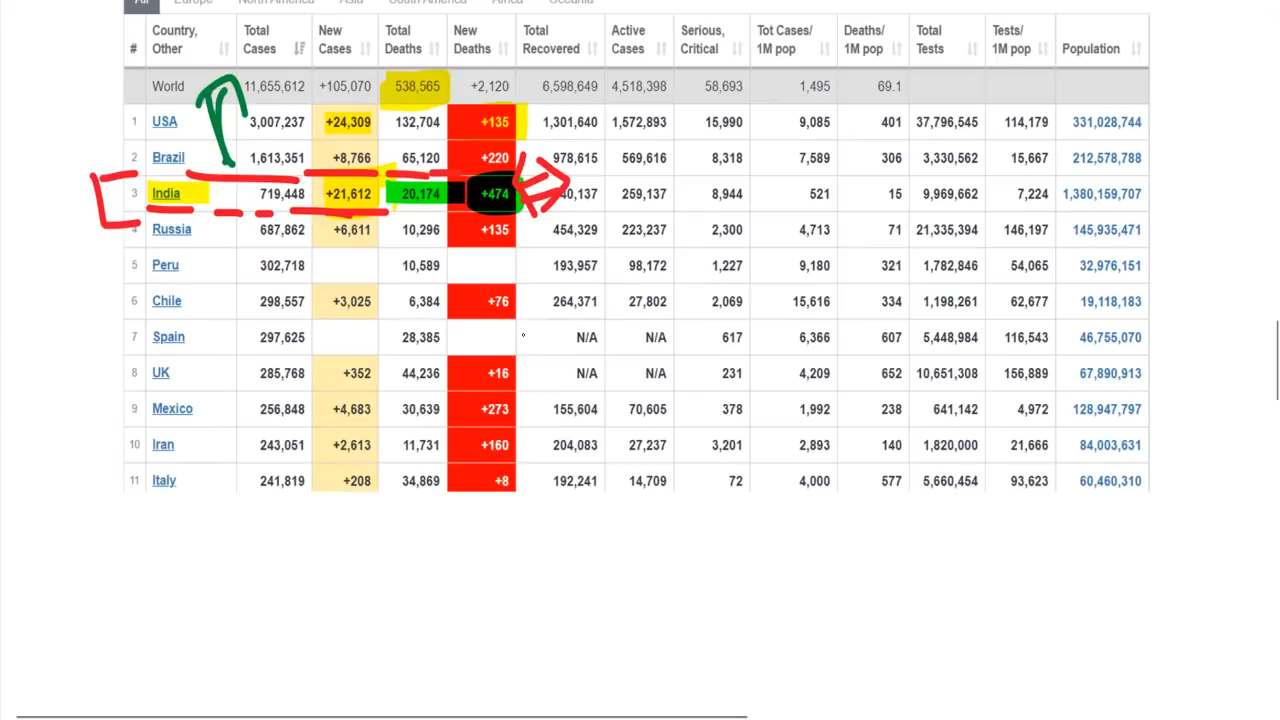 All Europe North America Asia South America Africa Oceania
# Country, Other Total Cases New Cases Total Deaths New Deaths Total Recovered Active Cases Serious, Critical Tot Cases/ 1M pop Deaths/ 1M pop Total Tests Tests/ 1M pop Population
World 11,655,612 +105,070 538,565 +2,120 6,598,649 4,518,398 58,693 1,495 69.1
1 USA 3,007,237 +24,309 132,704 +135 1,301,640 1,572,893 15,990 9,085 401 37,796,545 114,179 331,028,744
2 Brazil 1,613,351 +8,766 65,120 +220 978,615 569,616 8,318 7,589 306 3,330,562 15,667 212,578,788
3 India 719,448 +21,612 20,174 +474 40,137 259,137 8,944 521 15 9,969,662 7,224 1,380,159,707
4 Russia 687,862 +6,611 10,296 +135 454,329 223,237 2,300 4,713 71 21,335,394 146,197 145,935,471
5 Peru 302,718 10,589 193,957 98,172 1,227 9,180 321 1,782,846 54,065 32,976,151
6 Chile 298,557 +3,025 6,384 +76 264,371 27,802 2,069 15,616 334 1,198,261 62,677 19,118,183
7 Spain 297,625 28,385 N/A N/A 617 6,366 607 5,448,984 116,543 46,755,070
8 UK 285,768 +352 44,236 +16 N/A N/A 231 4,209 652 10,651,308 156,889 67,890,913
9 Mexico 256,848 +4,683 30,639 +273 155,604 70,605 378 1,992 238 641,142 4,972 128,947,797
10 Iran 243,051 +2,613 11,731 +160 204,083 27,237 3,201 2,893 140 1,820,000 21,666 84,003,631
11 Italy 241,819 +208 34,869 +8 192,241 14,709 72 4,000 577 5,660,454 93,623 60,460,310